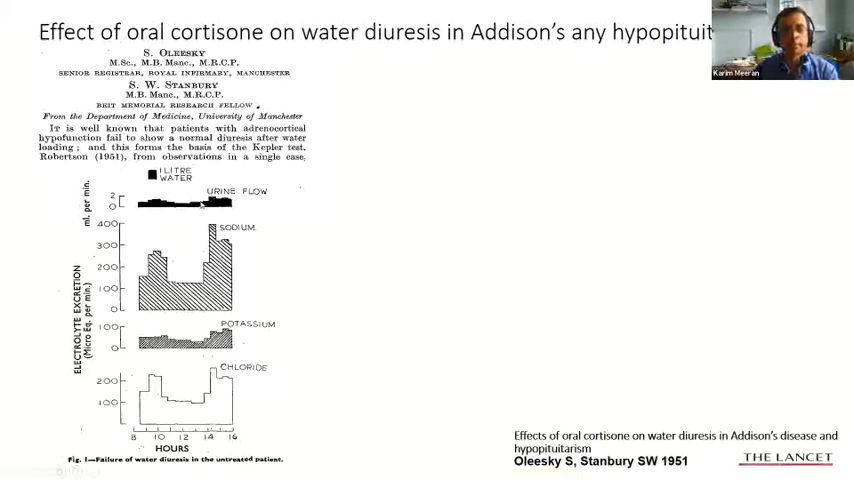 Effect of oral cortisone on water diuresis in Addison's any hypopituit
Karim Meeran
S. OLEESKY
M.Sc., M.B. Manc., M.R.C.P.
SENIOR REGISTRAR, ROYAL INFIRMARY, MANCHESTER
S. W. STANBURY
M.B. Manc., M.R.C.P.
BEIT MEMORIAL RESEARCH FELLOW
From the Department of Medicine, University of Manchester
IT is well known that patients with adrenocortical
hypofunction fail to show a normal diuresis after water
loading; and this forms the basis of the Kepler test.
Robertson (1951), from observations in a single case,
1 LITRE
WATER
URINE FLOW
ml. per min.
2
0
SODIUM
400
300
200
100
0
ELECTROLYTE EXCRETION
(Micro Eq. per min.)
POTASSIUM
100
0
CHLORIDE
200
100
8 10 12 14 16
HOURS
Fig. 1—Failure of water diuresis in the untreated patient.
Effects of oral cortisone on water diuresis in Addison's disease and
hypopituitarism
Oleesky S, Stanbury SW 1951
THE LANCET